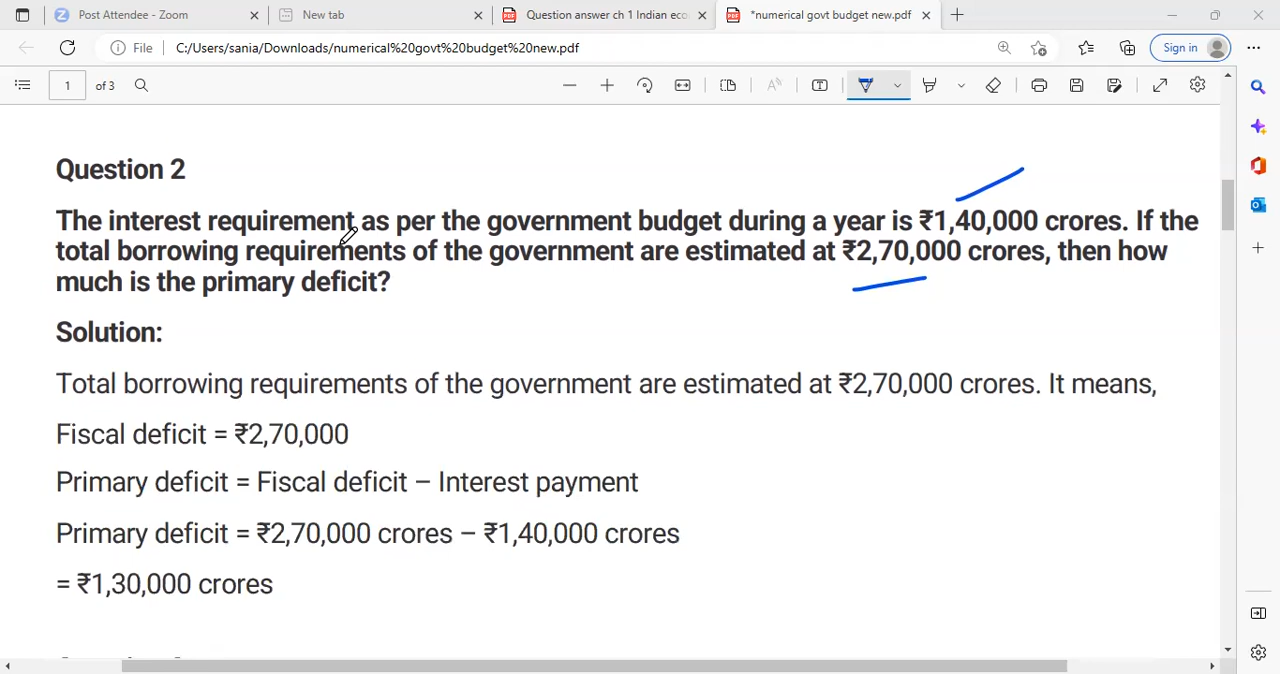 Post Attendee - Zoom
New tab
Question answer ch 1 Indian eco
*numerical govt budget new.pdf
File
C:/Users/sania/Downloads/numerical%20govt%20budget%20new.pdf
Sign in
1
of 3
Question 2
The interest requirement as per the government budget during a year is ₹1,40,000 crores. If the
total borrowing requirements of the government are estimated at ₹2,70,000 crores, then how
much is the primary deficit?
Solution:
Total borrowing requirements of the government are estimated at ₹2,70,000 crores. It means,
Fiscal deficit = ₹2,70,000
Primary deficit = Fiscal deficit – Interest payment
Primary deficit = ₹2,70,000 crores – ₹1,40,000 crores
= ₹1,30,000 crores